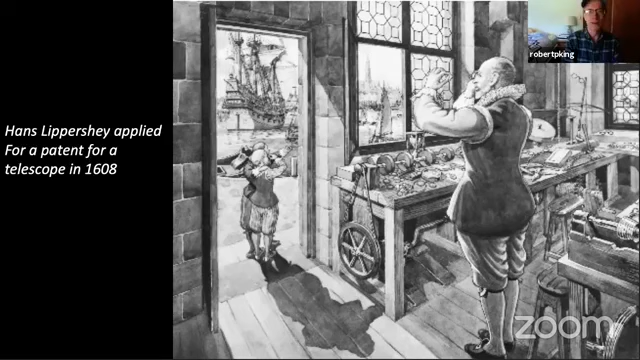 Hans Lippershey applied
For a patent for a
telescope in 1608
robertpking
zoom